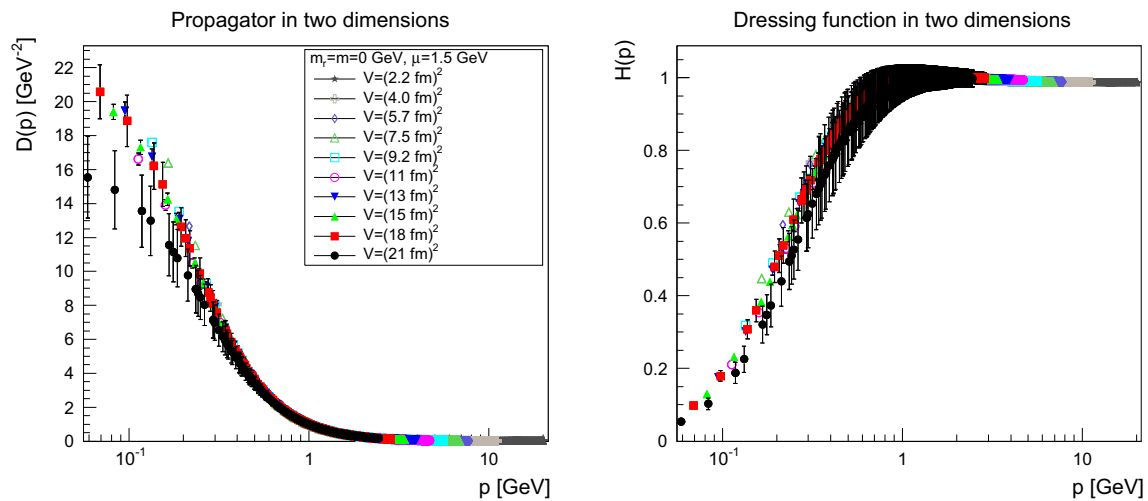 Propagator in two dimensions
D(p) [GeV⁻²]
22
20
18
16
14
12
10
8
6
4
2
0
mᵣ=m=0 GeV, μ=1.5 GeV
V=(2.2 fm)²
V=(4.0 fm)²
V=(5.7 fm)²
V=(7.5 fm)²
V=(9.2 fm)²
V=(11 fm)²
V=(13 fm)²
V=(15 fm)²
V=(18 fm)²
V=(21 fm)²
10⁻¹ 1 10
p [GeV]
Dressing function in two dimensions
H(p)
1
0.8
0.6
0.4
0.2
0
10⁻¹ 1 10
p [GeV]